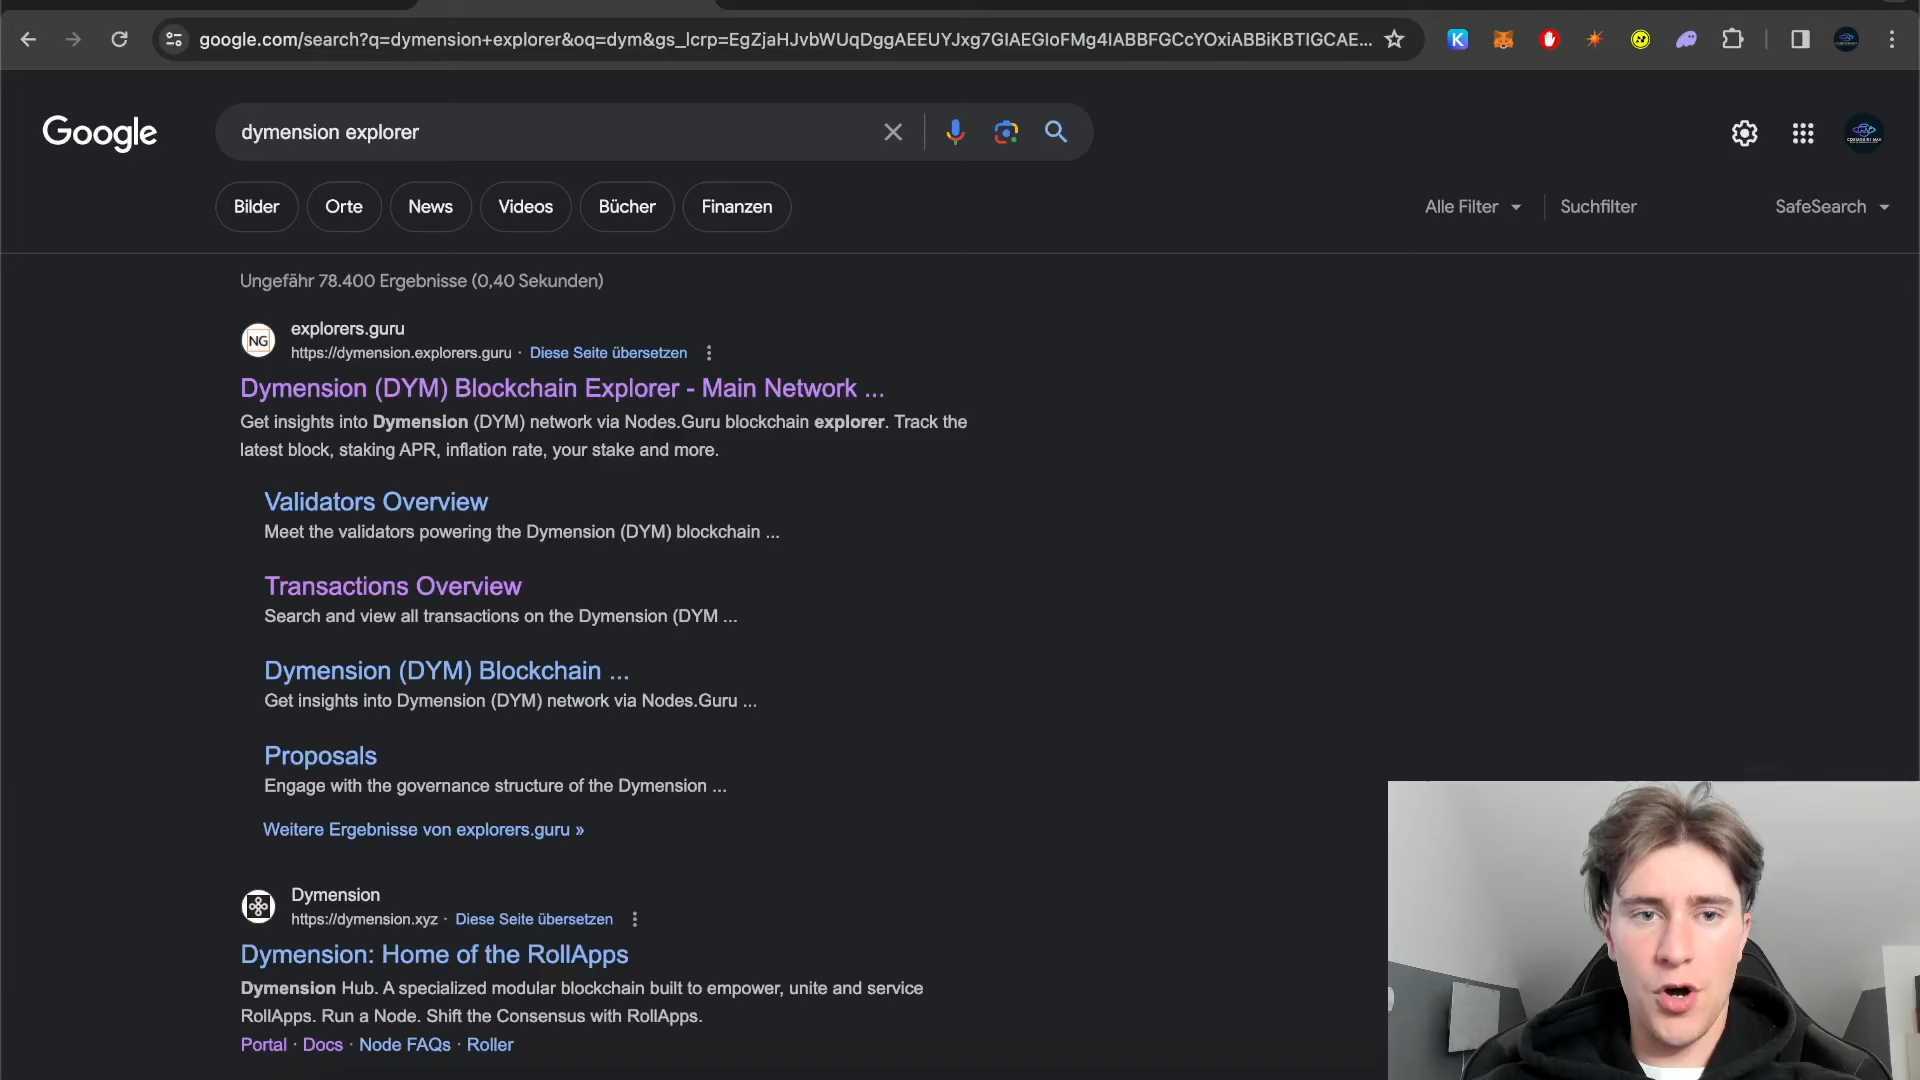 google.com/search?q=dymension+explorer&oq=dym&gs_lcrp=EgZjaHJvbWUqDggAEEUYJxg7GIAEGIoFMg4IABBFGCcYOxiABBiKBTIGCAE...
K
Google
dymension explorer
Bilder
Orte
News
Videos
Bücher
Finanzen
Alle Filter
Suchfilter
SafeSearch
Ungefähr 78.400 Ergebnisse (0,40 Sekunden)
NG
explorers.guru
https://dymension.explorers.guru · Diese Seite übersetzen
Dymension (DYM) Blockchain Explorer - Main Network ...
Get insights into Dymension (DYM) network via Nodes.Guru blockchain explorer. Track the
latest block, staking APR, inflation rate, your stake and more.
Validators Overview
Meet the validators powering the Dymension (DYM) blockchain ...
Transactions Overview
Search and view all transactions on the Dymension (DYM ...
Dymension (DYM) Blockchain ...
Get insights into Dymension (DYM) network via Nodes.Guru ...
Proposals
Engage with the governance structure of the Dymension ...
Weitere Ergebnisse von explorers.guru »
Dymension
https://dymension.xyz · Diese Seite übersetzen
Dymension: Home of the RollApps
Dymension Hub. A specialized modular blockchain built to empower, unite and service
RollApps. Run a Node. Shift the Consensus with RollApps.
Portal · Docs · Node FAQs · Roller